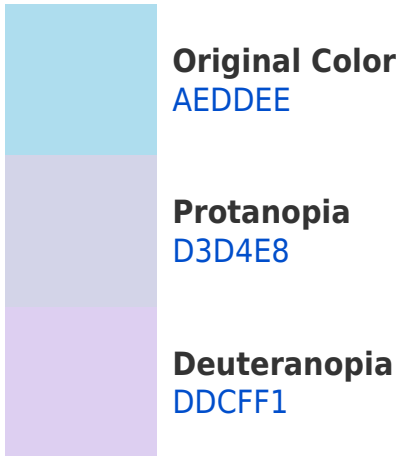 Original Color
AEDDEE
Protanopia
D3D4E8
Deuteranopia
DDCFF1